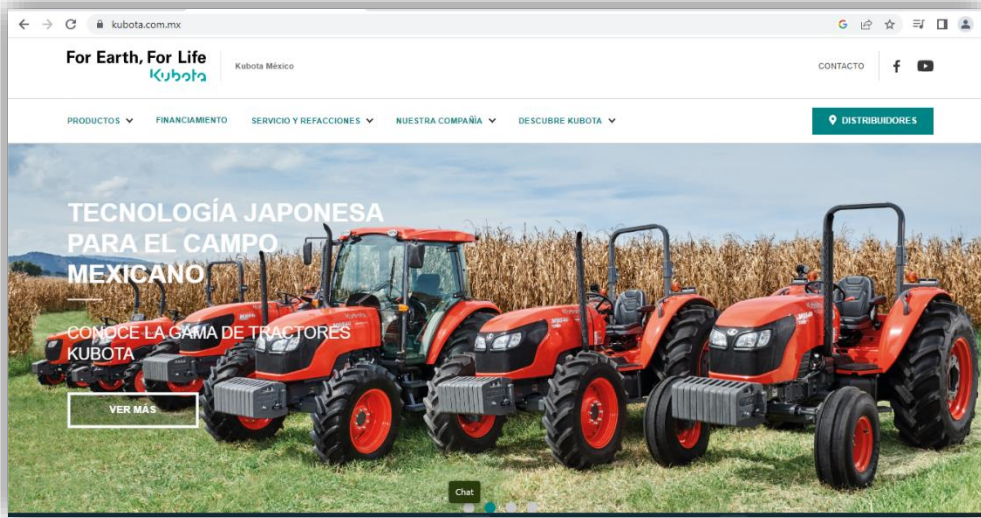 kubota.com.mx
For Earth, For Life
Kubota
Kubota México
CONTACTO
PRODUCTOS
FINANCIAMIENTO
SERVICIO Y REFACCIONES
NUESTRA COMPAÑÍA
DESCUBRE KUBOTA
DISTRIBUIDORES
TECNOLOGÍA JAPONESA
PARA EL CAMPO
MEXICANO
CONOCE LA GAMA DE TRACTORES
KUBOTA
VER MÁS
Chat